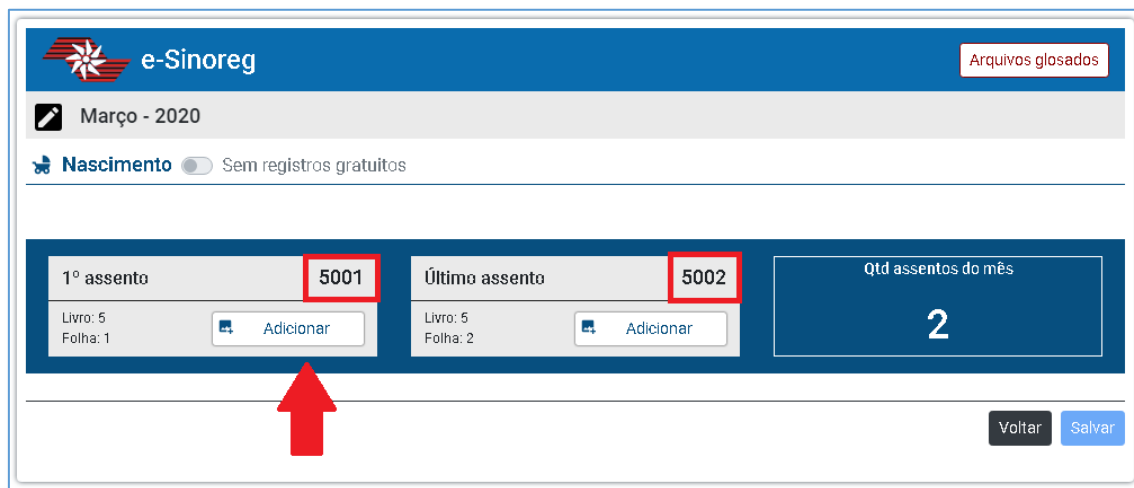 e-Sinoreg
Arquivos glosados
Março - 2020
Nascimento Sem registros gratuitos
1º assento 5001
Livro: 5
Folha: 1
Adicionar
Último assento 5002
Livro: 5
Folha: 2
Adicionar
Qtd assentos do mês
2
Voltar Salvar